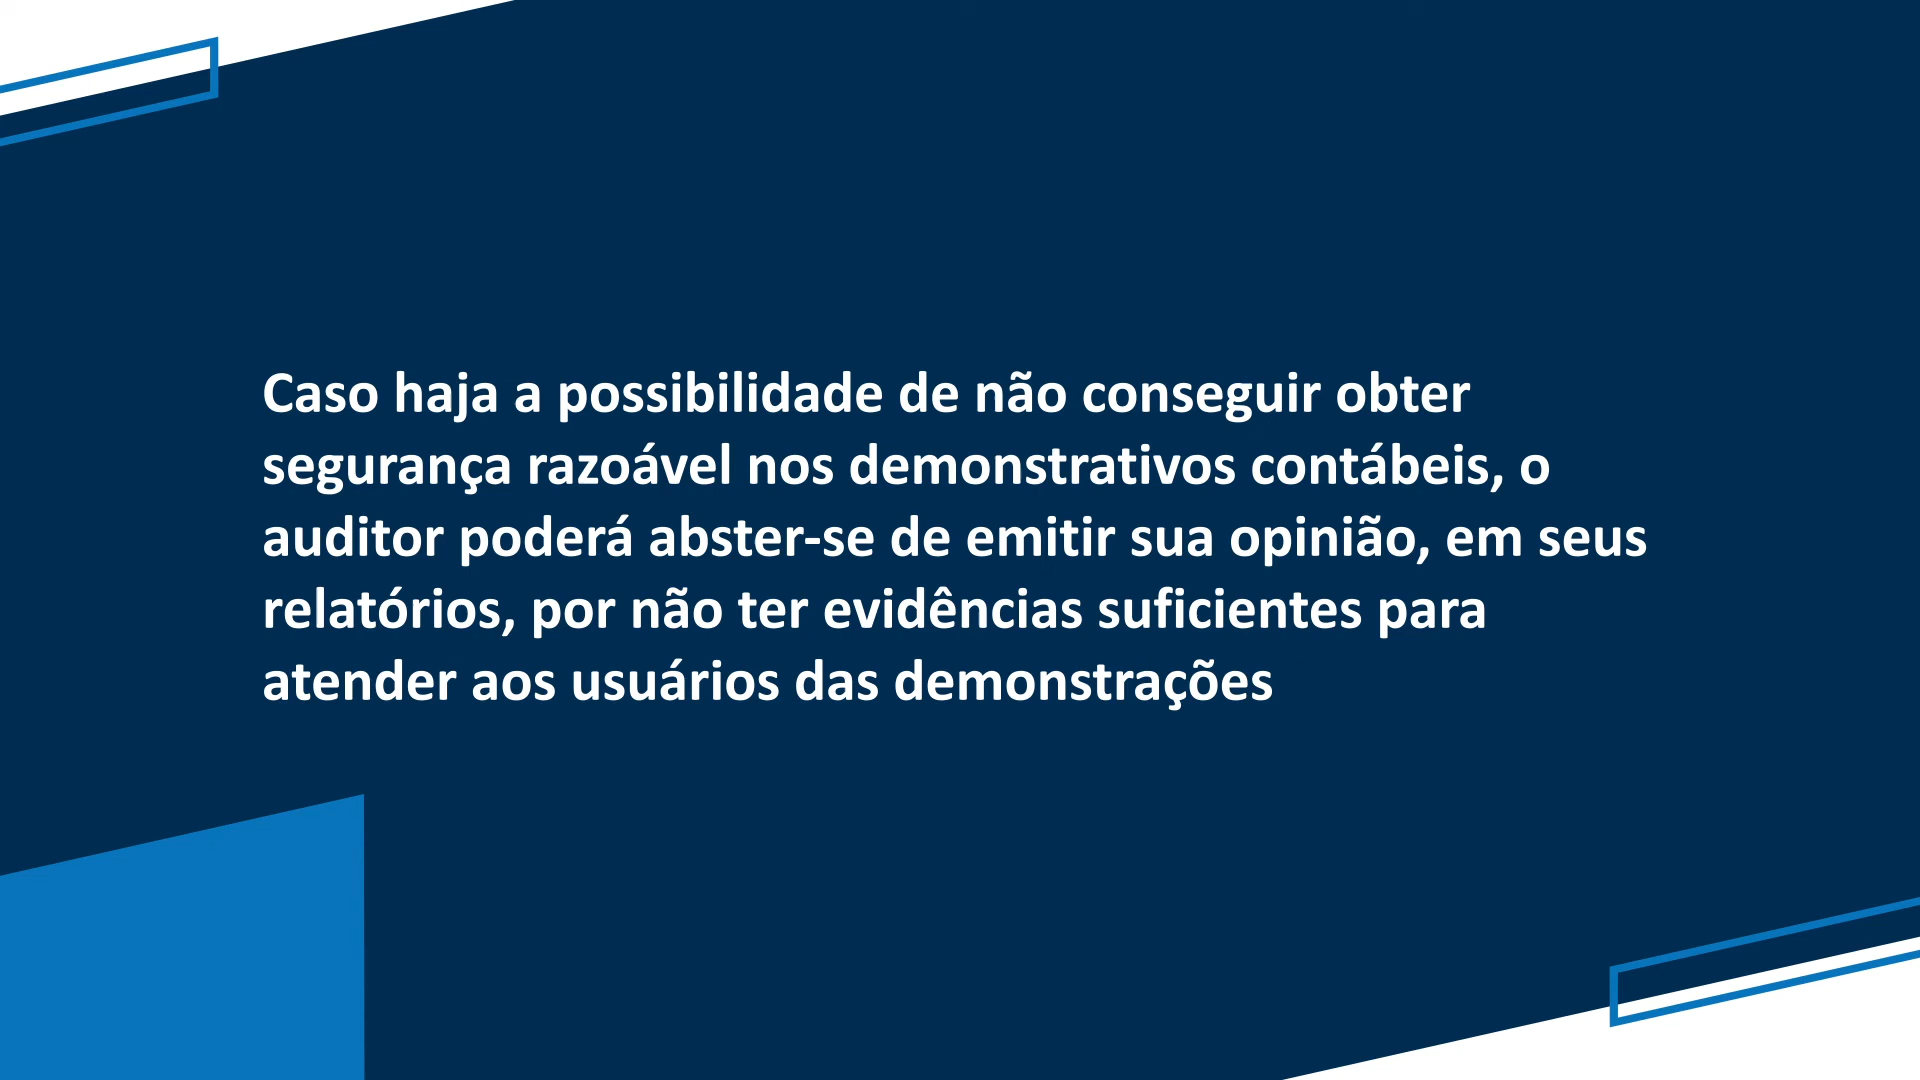 Caso haja a possibilidade de não conseguir obter
segurança razoável nos demonstrativos contábeis, o
auditor poderá abster-se de emitir sua opinião, em seus
relatórios, por não ter evidências suficientes para
atender aos usuários das demonstrações